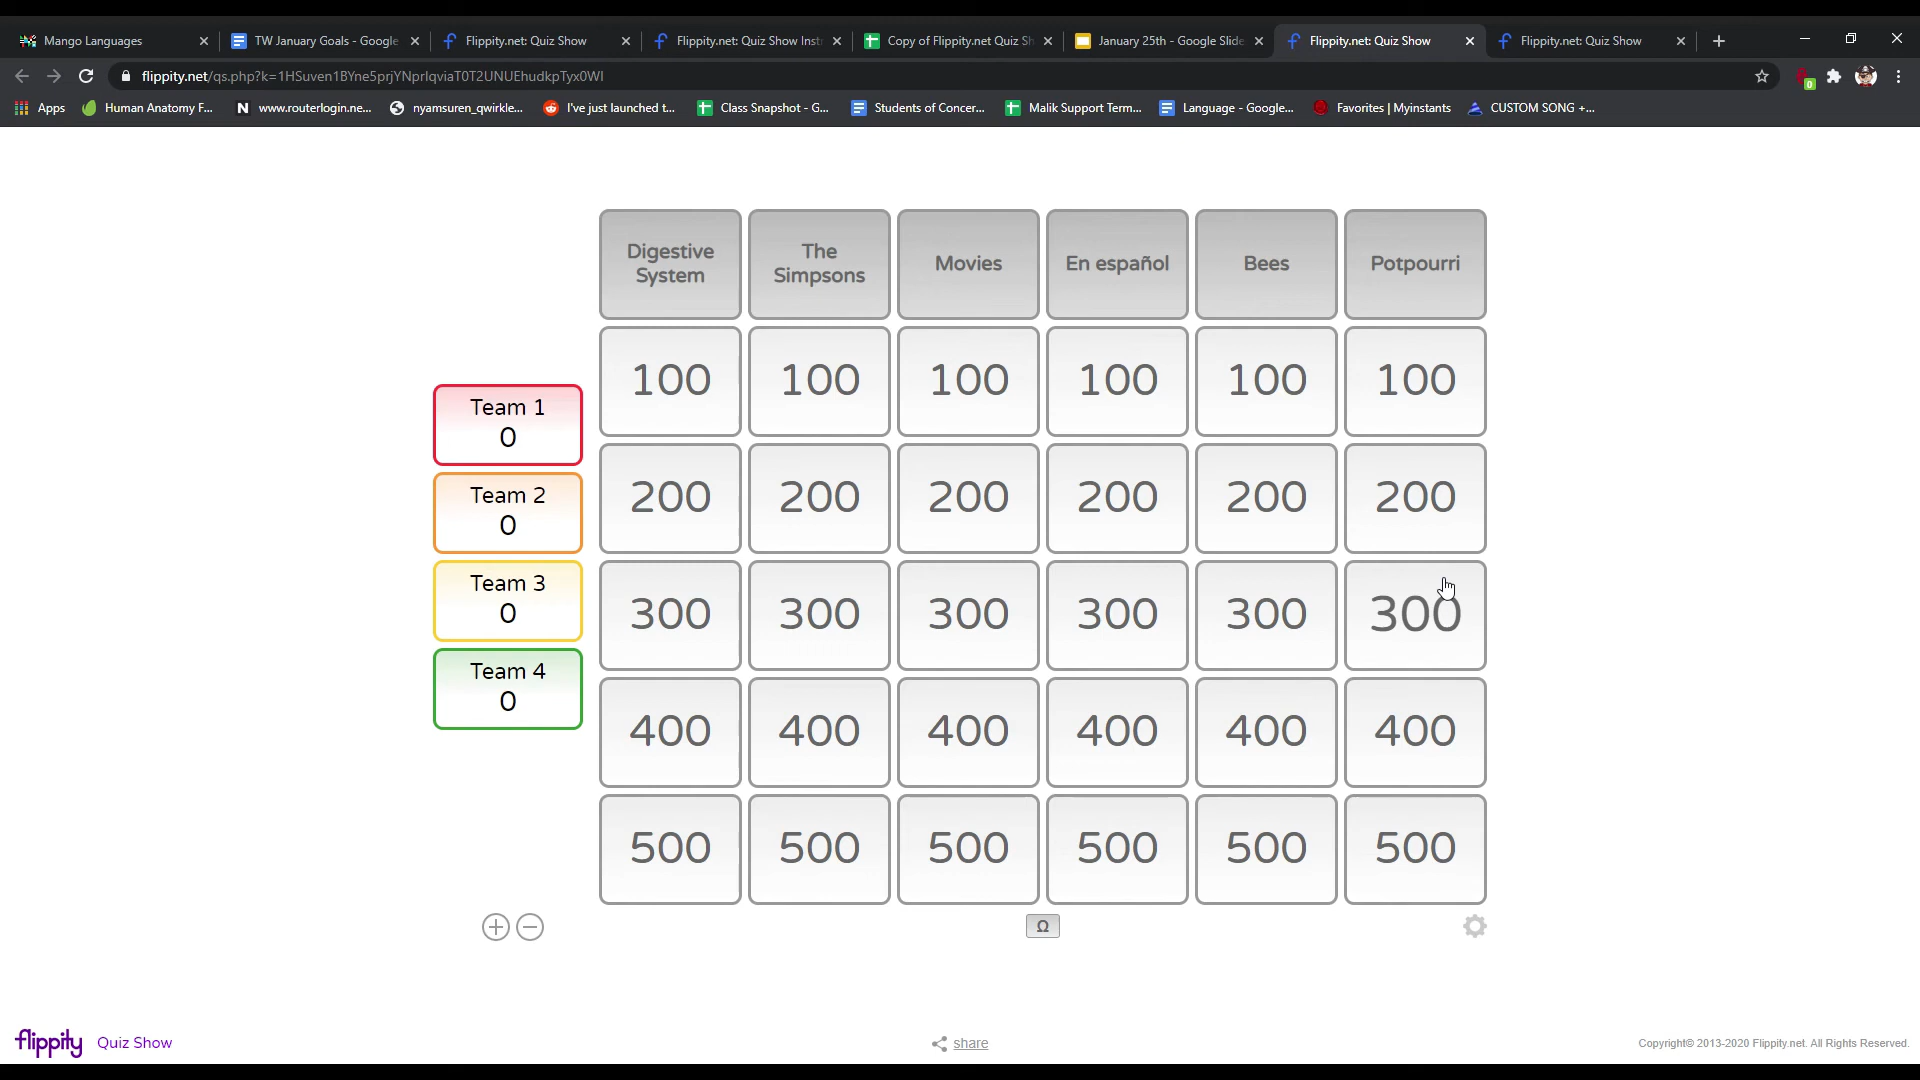 Mango Languages
TW January Goals - Google
Flippity.net: Quiz Show
Flippity.net: Quiz Show Inst
Copy of Flippity.net Quiz Sh
January 25th - Google Slide
Flippity.net: Quiz Show
Flippity.net: Quiz Show
flippity.net/qs.php?k=1HSuven1BYne5prjYNprIqviaT0T2UNUEhudkpTyx0WI
0
Apps
Human Anatomy F...
www.routerlogin.ne...
nyamsuren_qwirkle...
I've just launched t...
Class Snapshot - G...
Students of Concer...
Malik Support Term...
Language - Google...
Favorites | Myinstants
CUSTOM SONG +...
Digestive
System
The
Simpsons
Movies
En español
Bees
Potpourri
100 100 100 100 100 100
200 200 200 200 200 200
300 300 300 300 300 300
400 400 400 400 400 400
500 500 500 500 500 500
Team 1
0
Team 2
0
Team 3
0
Team 4
0
Ω
flippity Quiz Show
share
Copyright© 2013-2020 Flippity.net. All Rights Reserved.